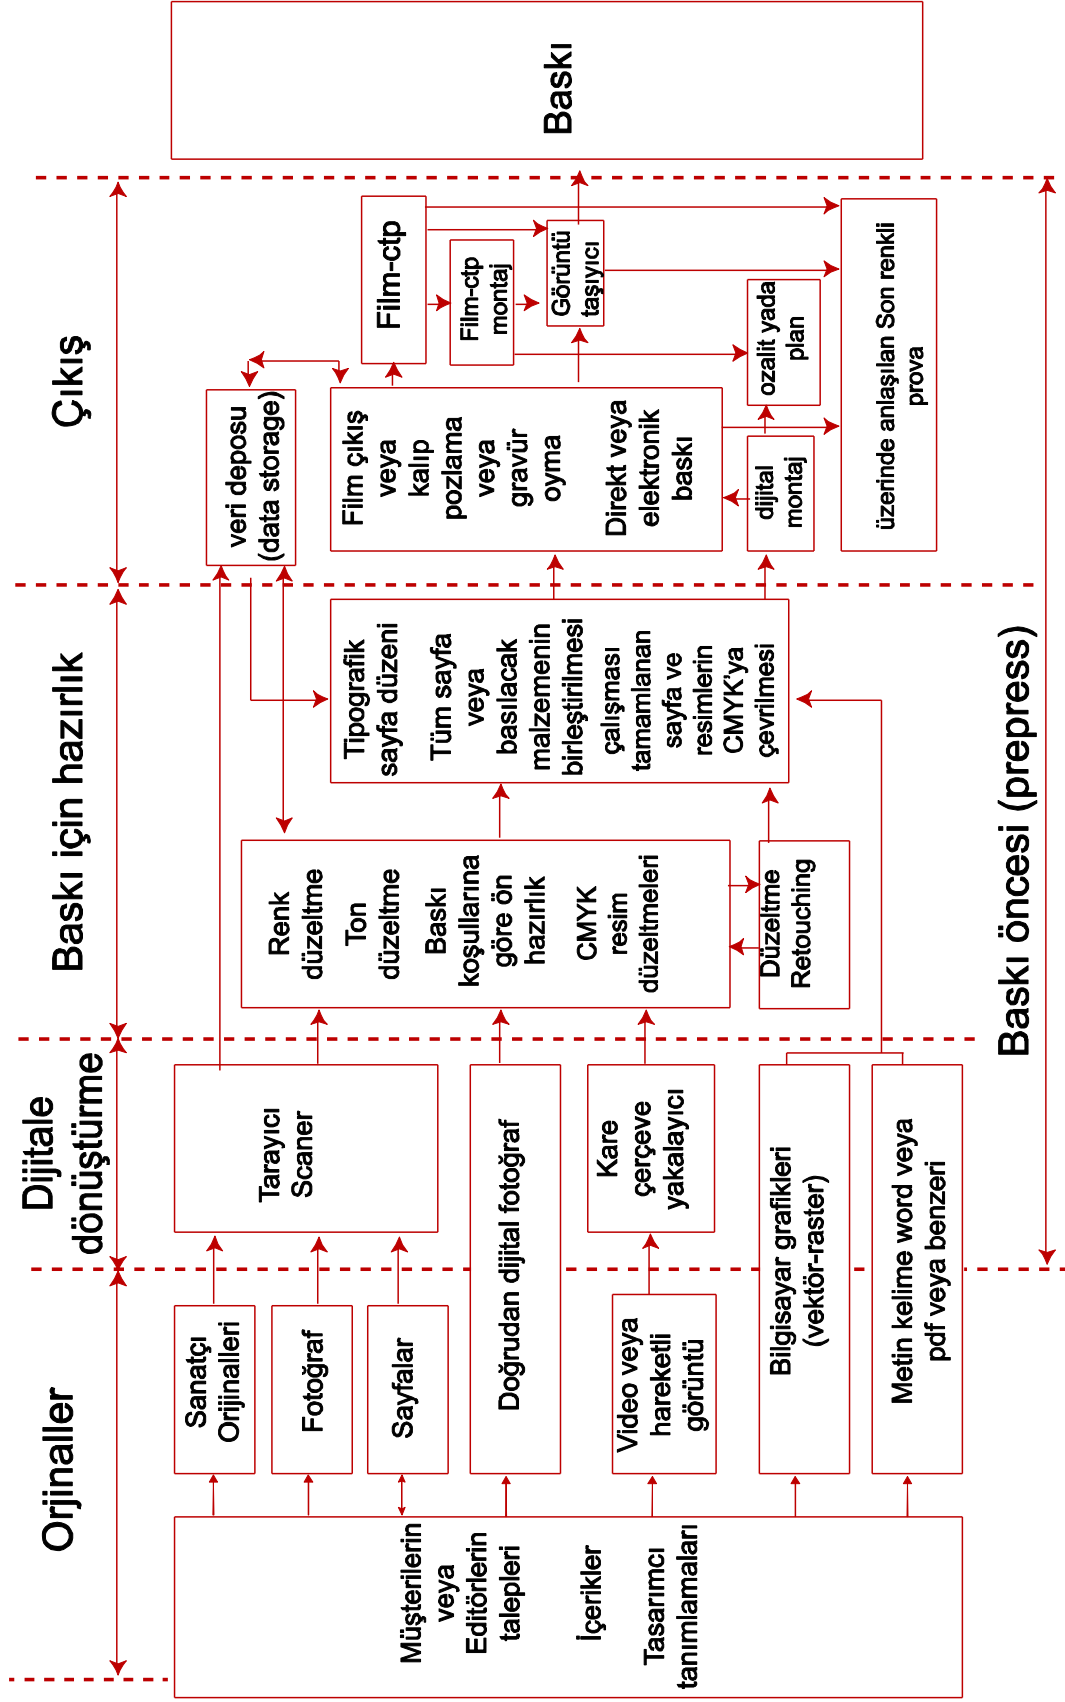 Orjinaller
Dijitale
dönüştürme
Baskı için hazırlık
Çıkış
Müşterilerin
veya
Editörlerin
talepleri
İçerikler
Tasarımcı
tanımlamaları
Sanatçı
Orijinalleri
Fotoğraf
Sayfalar
Doğrudan dijital fotoğraf
Video veya
hareketli
görüntü
Bilgisayar grafikleri
(vektör-raster)
Metin kelime word veya
pdf veya benzeri
Tarayıcı
Scaner
Kare
çerçeve
yakalayıcı
Renk
düzeltme
Ton
düzeltme
Baskı
koşullarına
göre ön
hazırlık
CMYK
resim
düzeltmeleri
Düzeltme
Retouching
Tipografik
sayfa düzeni
Tüm sayfa
veya
basılacak
malzemenin
birleştirilmesi
çalışması
tamamlanan
sayfa ve
resimlerin
CMYK'ya
çevrilmesi
veri deposu
(data storage)
Film çıkış
veya
kalıp
pozlama
veya
gravür
oyma
Direkt veya
elektronik
baskı
dijital
montaj
Film-ctp
Film-ctp
montaj
Görüntü
taşıyıcı
ozalit yada
plan
üzerinde anlaşılan Son renkli
prova
Baskı
Baskı öncesi (prepress)